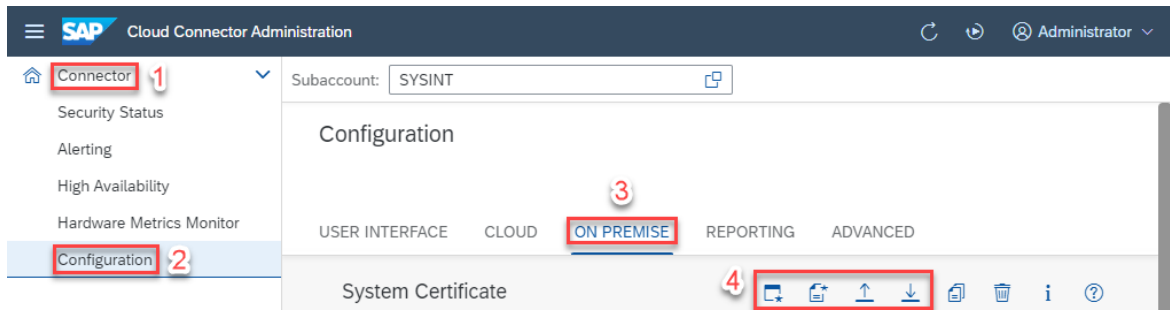 SAP Cloud Connector Administration Administrator
Connector 1
Subaccount: SYSINT
Security Status
Alerting
High Availability
Hardware Metrics Monitor
Configuration 2
Configuration
3
USER INTERFACE CLOUD ON PREMISE REPORTING ADVANCED
System Certificate 4